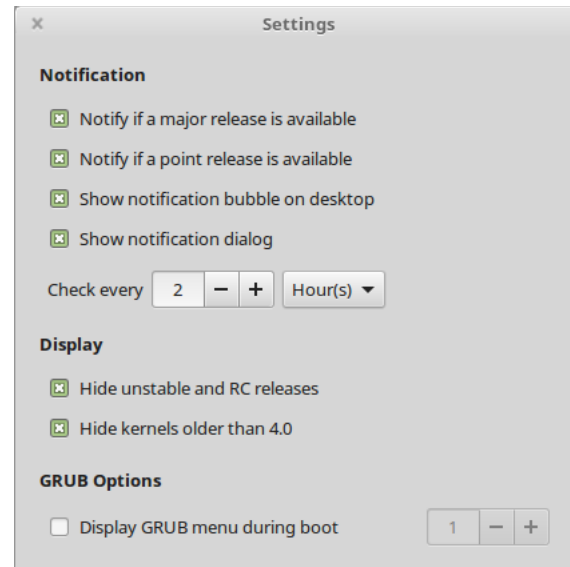 Settings
Notification
Notify if a major release is available
Notify if a point release is available
Show notification bubble on desktop
Show notification dialog
Check every 2 − + Hour(s)
Display
Hide unstable and RC releases
Hide kernels older than 4.0
GRUB Options
Display GRUB menu during boot 1 − +